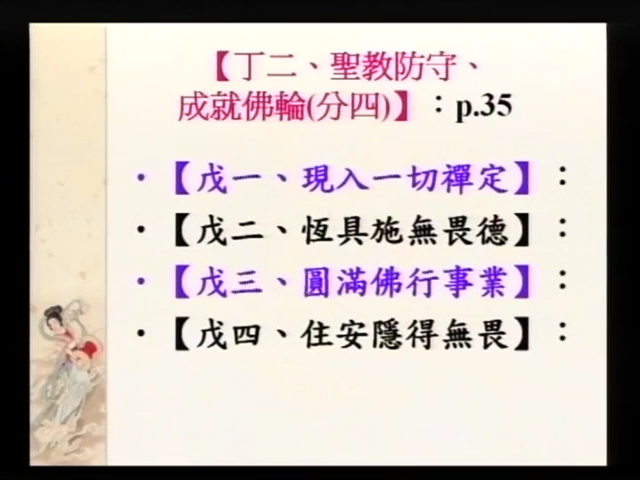 【丁二、聖教防守、
成就佛輪(分四)】：p.35
•【戊一、現入一切禪定】：
•【戊二、恆具施無畏德】：
•【戊三、圓滿佛行事業】：
•【戊四、住安隱得無畏】：